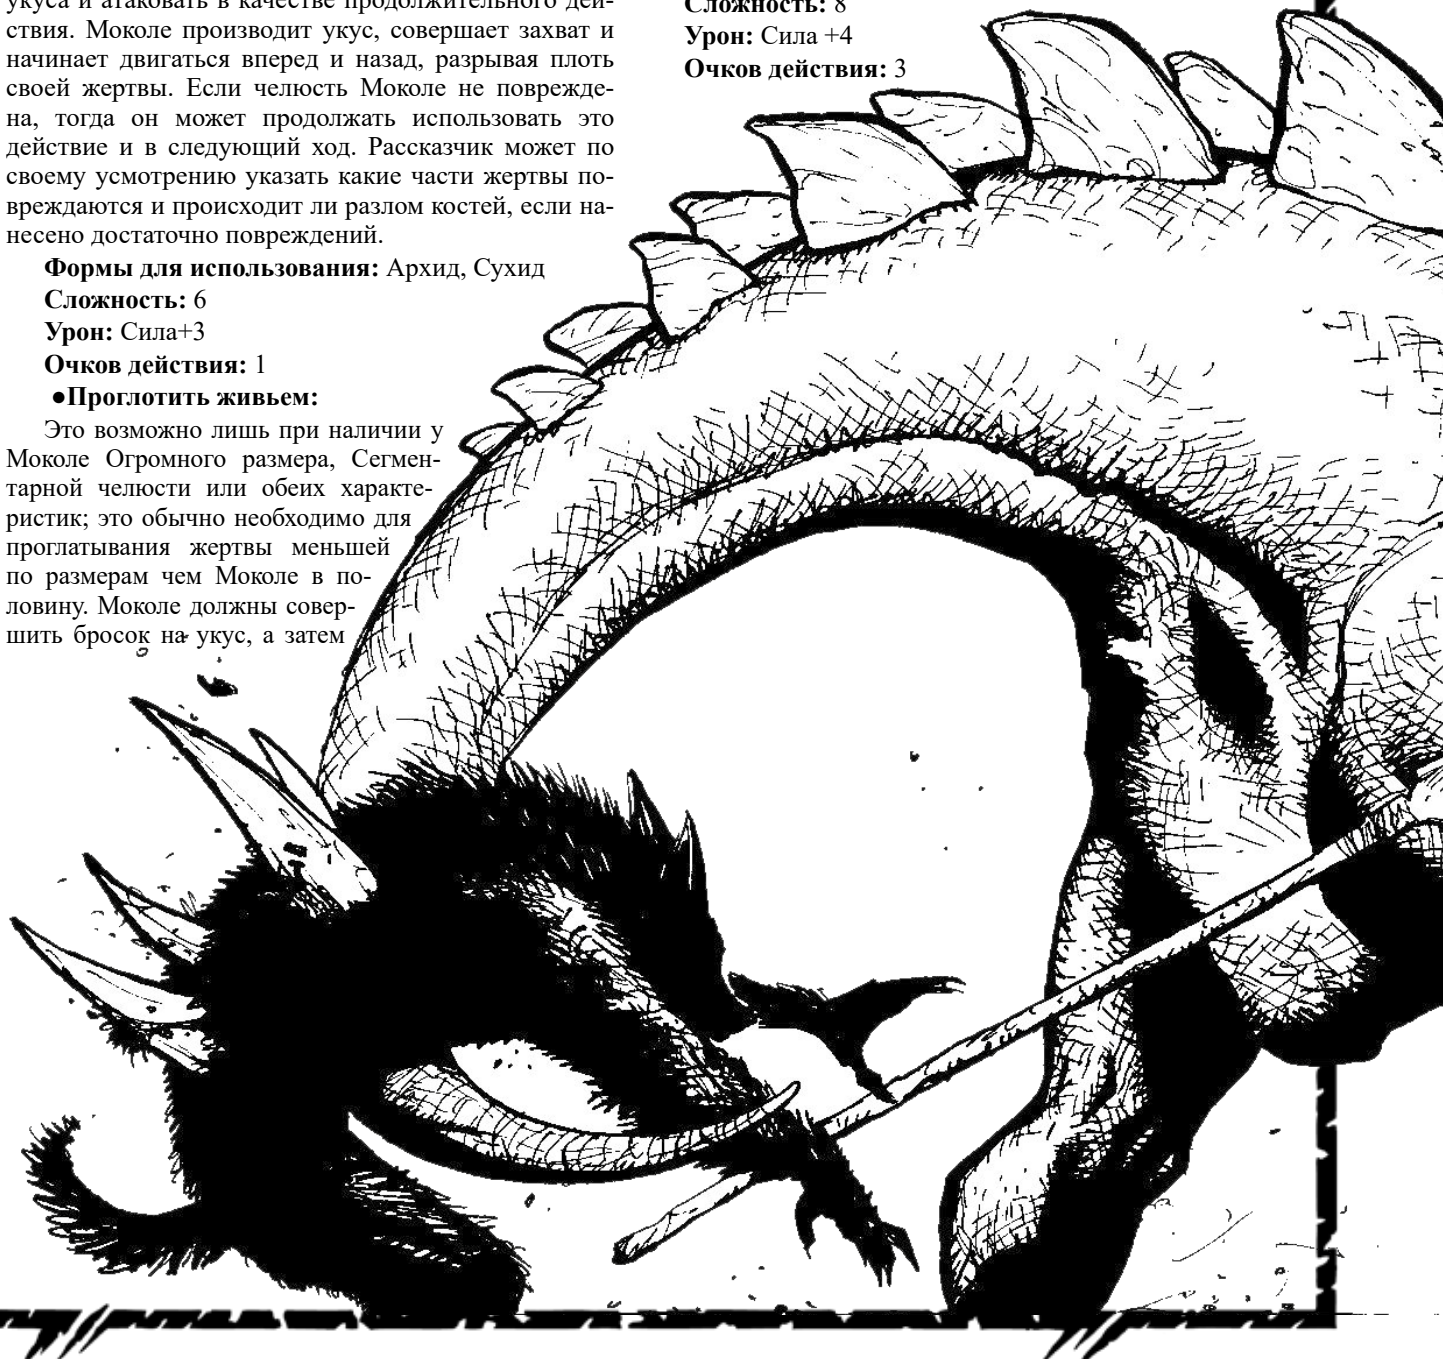 укуса и атаковать в качестве продолжительного дей-
ствия. Моколе производит укус, совершает захват и
начинает двигаться вперед и назад, разрывая плоть
своей жертвы. Если челюсть Моколе не поврежде-
на, тогда он может продолжать использовать это
действие и в следующий ход. Рассказчик может по
своему усмотрению указать какие части жертвы по-
вреждаются и происходит ли разлом костей, если на-
несено достаточно повреждений.
Формы для использования: Архид, Сухид
Сложность: 6
Урон: Сила+3
Очков действия: 1
●Проглотить живьем:
Это возможно лишь при наличии у
Моколе Огромного размера, Сегмен-
тарной челюсти или обеих характе-
ристик; это обычно необходимо для
проглатывания жертвы меньшей
по размерам чем Моколе в по-
ловину. Моколе должны совер-
шить бросок на укус, а затем
Сложность: 8
Урон: Сила +4
Очков действия: 3